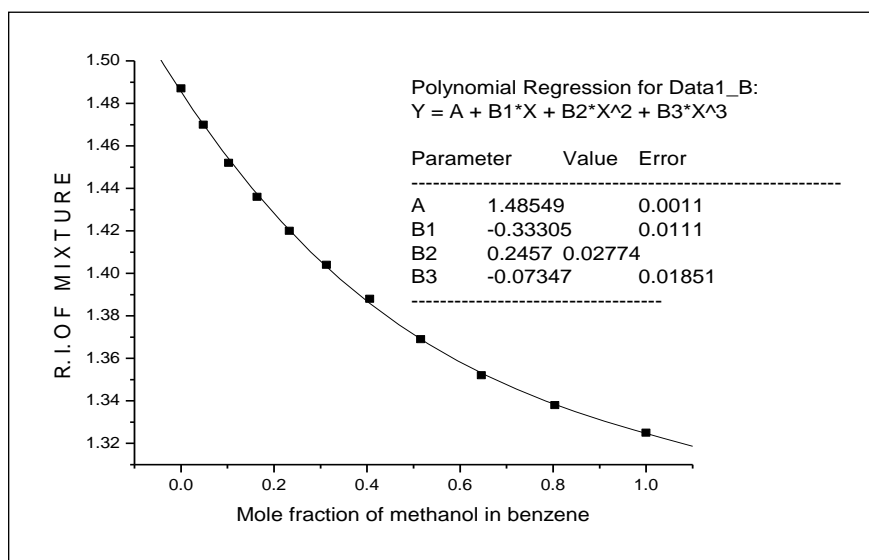 1.50
1.48
1.46
1.44
1.42
1.40
1.38
1.36
1.34
1.32
R.I.OF MIXTURE
Polynomial Regression for Data1_B:
Y = A + B1*X + B2*X^2 + B3*X^3
Parameter Value Error
------------------------------------------------------------------------
A 1.48549 0.0011
B1 -0.33305 0.0111
B2 0.2457 0.02774
B3 -0.07347 0.01851
------------------------------------------
0.0 0.2 0.4 0.6 0.8 1.0
Mole fraction of methanol in benzene